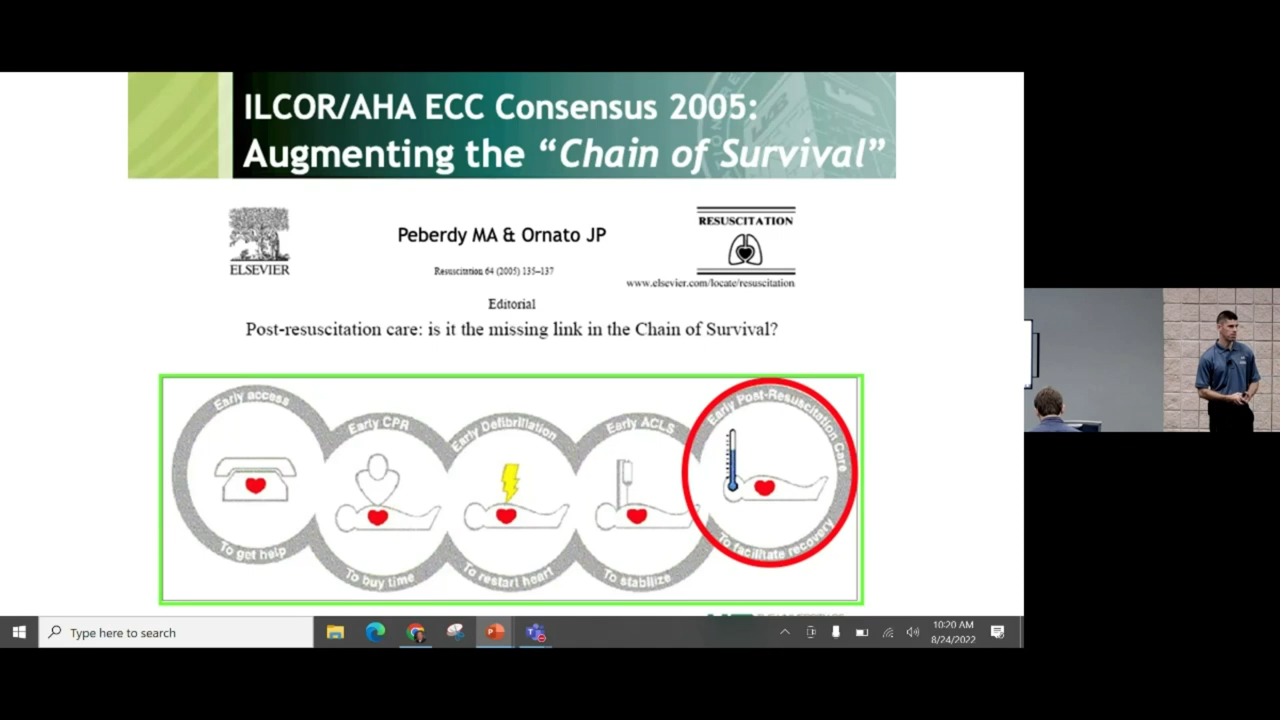 ILCOR/AHA ECC Consensus 2005:
Augmenting the “Chain of Survival”
ELSEVIER
Peberdy MA & Ornato JP
Resuscitation 64 (2005) 135–137
RESUSCITATION
www.elsevier.com/locate/resuscitation
Editorial
Post-resuscitation care: is it the missing link in the Chain of Survival?
Early access
To get help
Early CPR
To buy time
Early Defibrillation
To restart heart
Early ACLS
To stabilize
Early Post-Resuscitation Care
To facilitate recovery
Type here to search
10:20 AM
8/24/2022